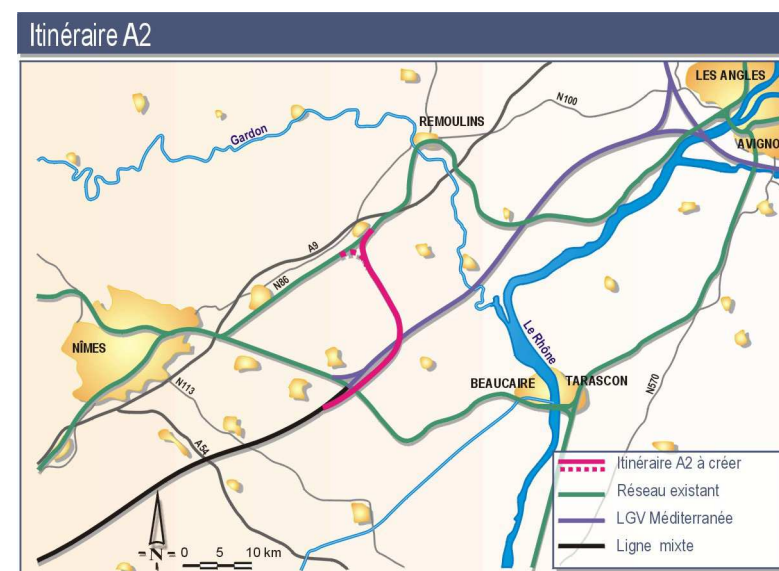 Itinéraire A2
LES ANGLES
N100
REMOULINS
Gardon
AVIGNO
A9
N86
NÎMES
Le Rhône
BEAUCAIRE
TARASCON
N113
N570
A54
Itinéraire A2 à créer
Réseau existant
LGV Méditerranée
Ligne mixte
N
0 5 10 km